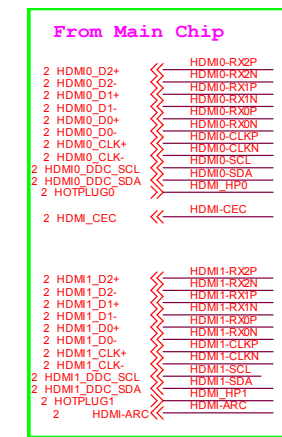 From Main Chip
2 HDMI0_D2+ HDMI0-RX2P
2 HDMI0_D2- HDMI0-RX2N
2 HDMI0_D1+ HDMI0-RX1P
2 HDMI0_D1- HDMI0-RX1N
2 HDMI0_D0+ HDMI0-RX0P
2 HDMI0_D0- HDMI0-RX0N
2 HDMI0_CLK+ HDMI0-CLKP
2 HDMI0_CLK- HDMI0-CLKN
2 HDMI0_DDC_SCL HDMI0-SCL
2 HDMI0_DDC_SDA HDMI0-SDA
2 HOTPLUG0 HDMI_HP0
2 HDMI_CEC HDMI-CEC
2 HDMI1_D2+ HDMI1-RX2P
2 HDMI1_D2- HDMI1-RX2N
2 HDMI1_D1+ HDMI1-RX1P
2 HDMI1_D1- HDMI1-RX1N
2 HDMI1_D0+ HDMI1-RX0P
2 HDMI1_D0- HDMI1-RX0N
2 HDMI1_CLK+ HDMI1-CLKP
2 HDMI1_CLK- HDMI1-CLKN
2 HDMI1_DDC_SCL HDMI1-SCL
2 HDMI1_DDC_SDA HDMI1-SDA
2 HOTPLUG1 HDMI_HP1
2 HDMI-ARC HDMI-ARC